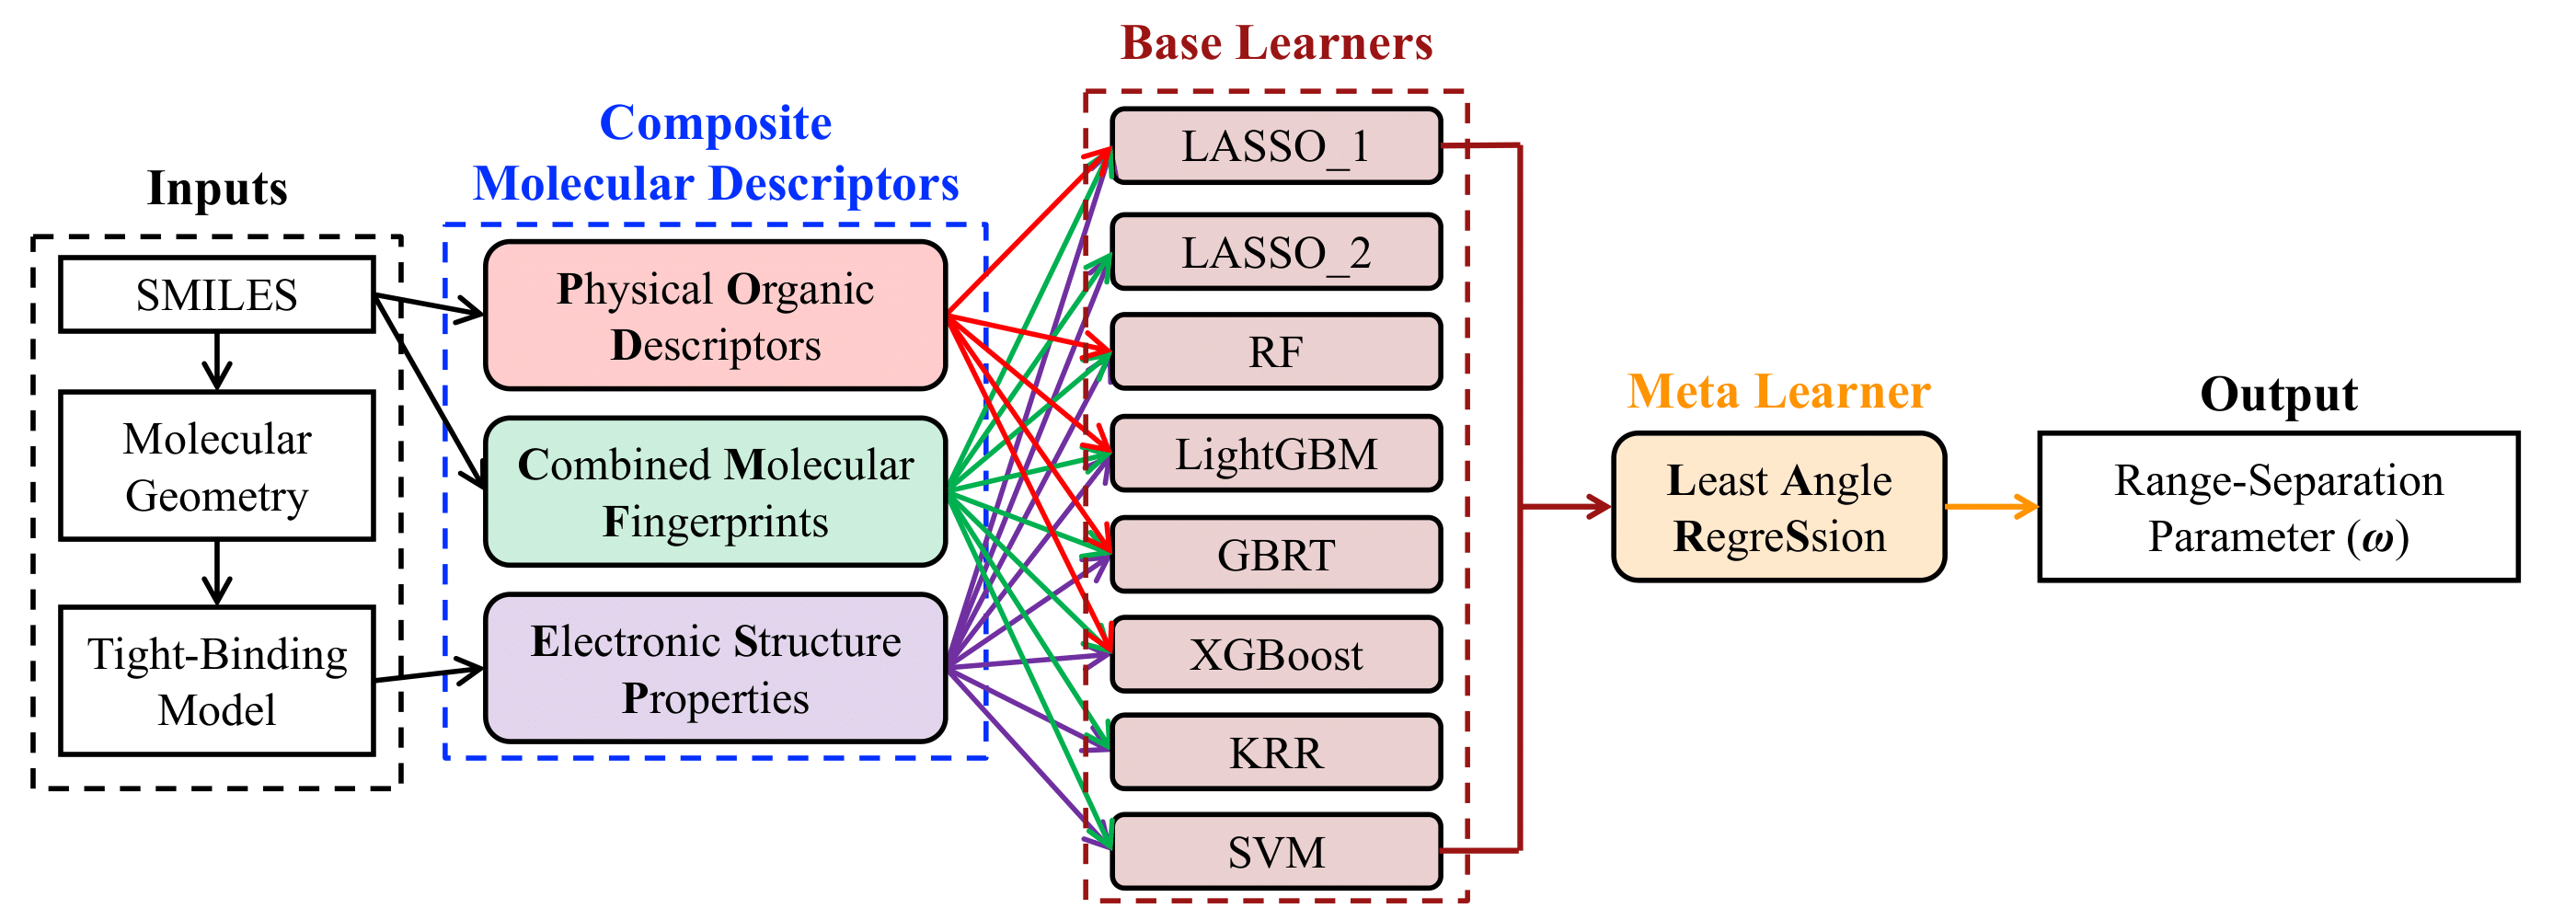 Inputs
SMILES
Molecular
Geometry
Tight-Binding
Model
Composite
Molecular Descriptors
Physical Organic
Descriptors
Combined Molecular
Fingerprints
Electronic Structure
Properties
Base Learners
LASSO_1
LASSO_2
RF
LightGBM
GBRT
XGBoost
KRR
SVM
Meta Learner
Least Angle
RegreSsion
Output
Range-Separation
Parameter (ω)